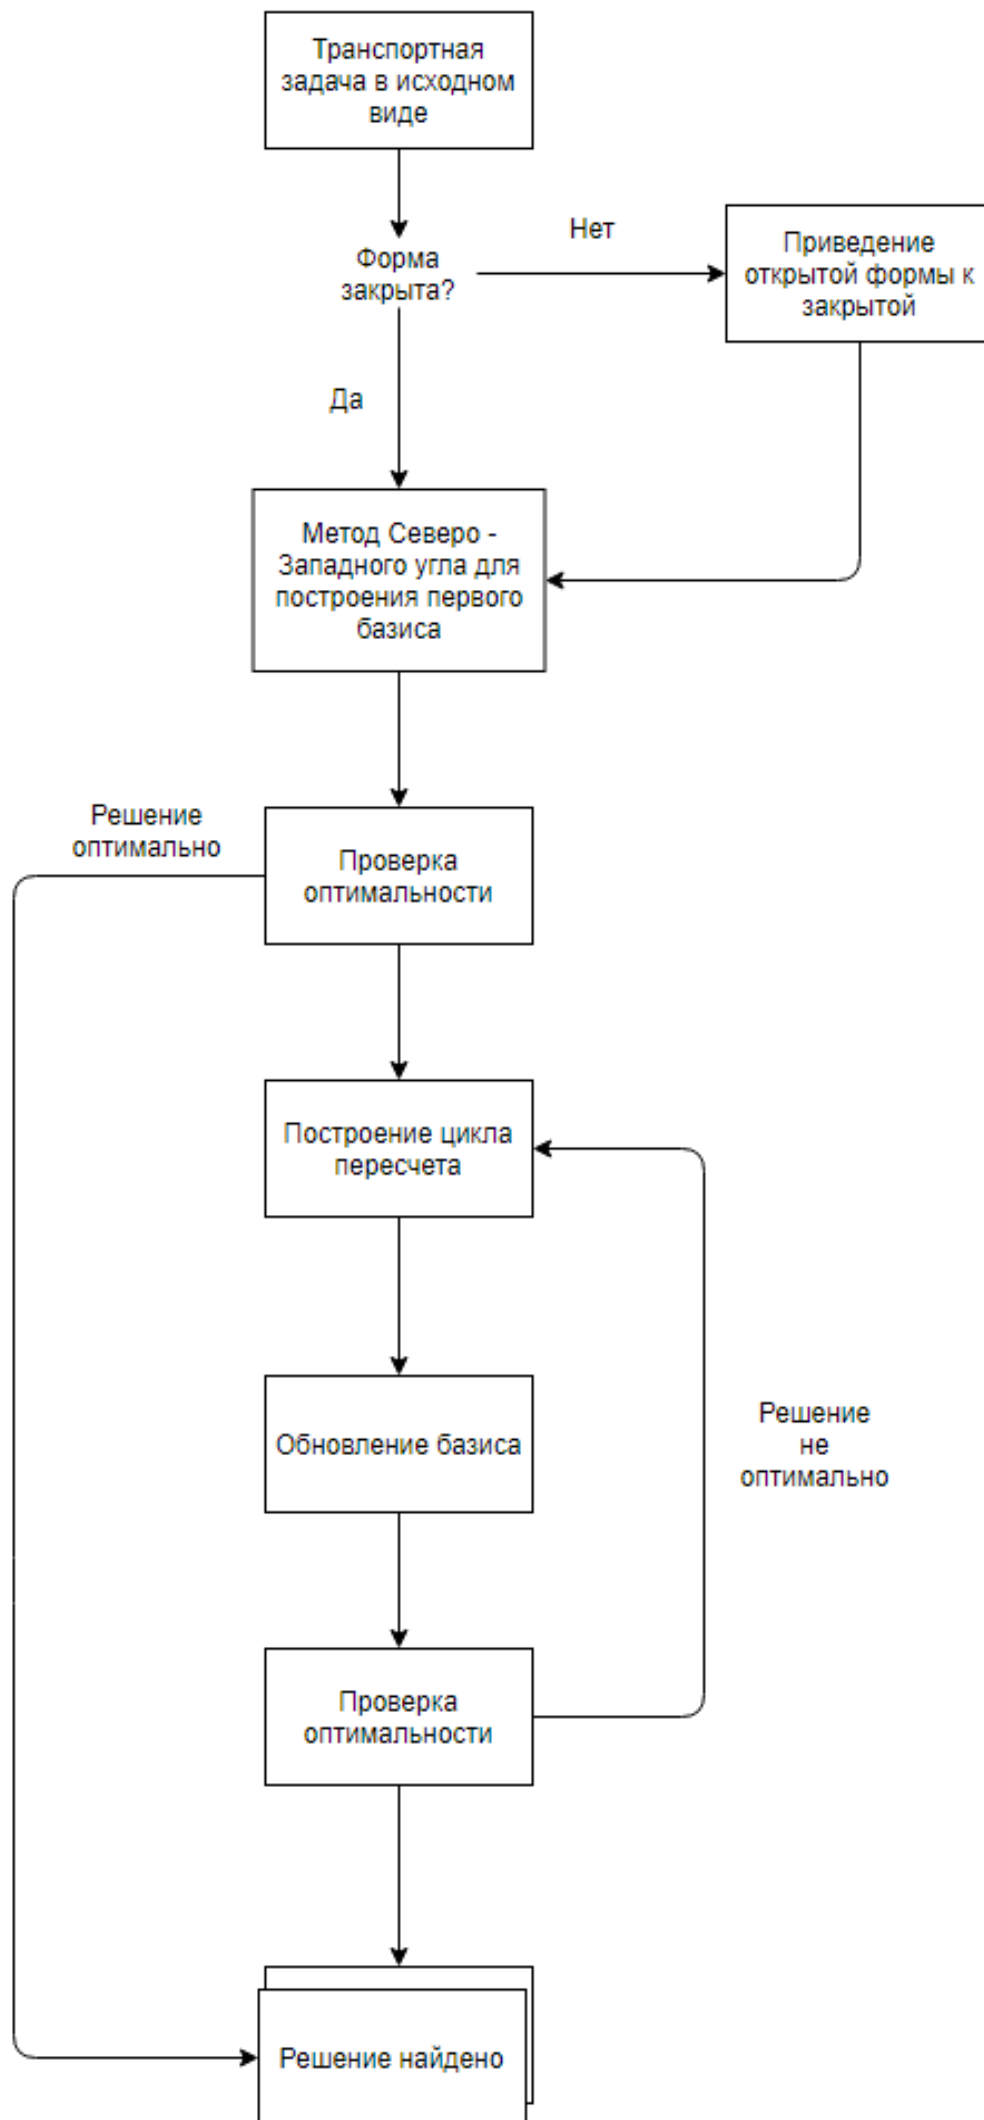 Транспортная
задача в исходном
виде
Нет
Форма
закрыта?
Приведение
открытой формы к
закрытой
Да
Метод Северо -
Западного угла для
построения первого
базиса
Решение
оптимально
Проверка
оптимальности
Построение цикла
пересчета
Обновление базиса
Решение
не
оптимально
Проверка
оптимальности
Решение найдено